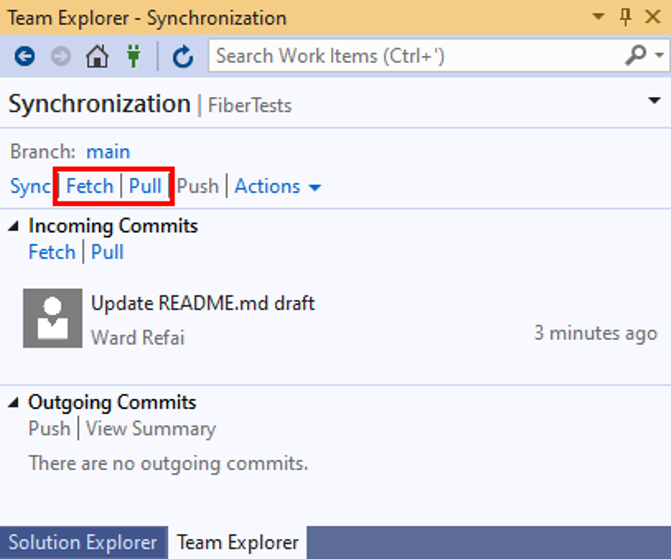 Team Explorer - Synchronization
Search Work Items (Ctrl+')
Synchronization | FiberTests
Branch: main
Sync | Fetch | Pull | Push | Actions
Incoming Commits
Fetch | Pull
Update README.md draft
Ward Refai
3 minutes ago
Outgoing Commits
Push | View Summary
There are no outgoing commits.
Solution Explorer Team Explorer